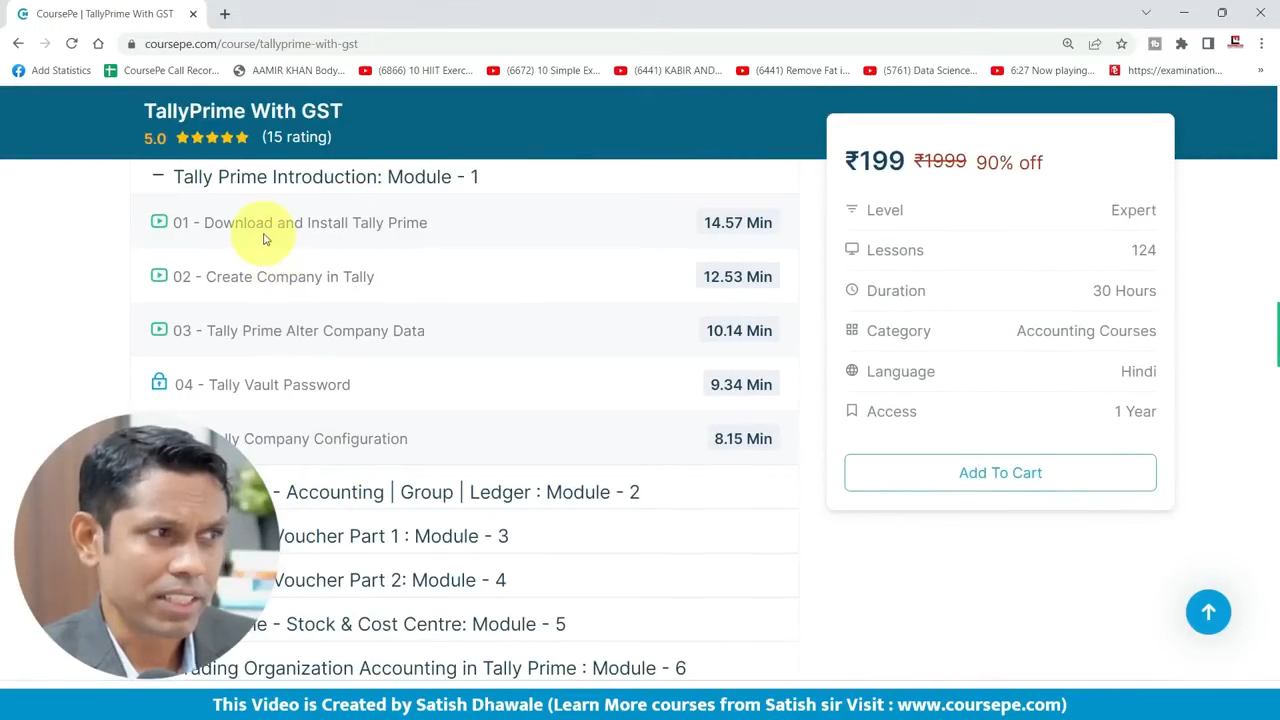 CoursePe | TallyPrime With GST
coursepe.com/course/tallyprime-with-gst
Add Statistics
CoursePe Call Recor...
AAMIR KHAN Body...
(6866) 10 HIIT Exerc...
(6672) 10 Simple Ex...
(6441) KABIR AND...
(6441) Remove Fat i...
(5761) Data Science...
6:27 Now playing...
https://examination...
TallyPrime With GST
5.0 (15 rating)
Tally Prime Introduction: Module - 1
01 - Download and Install Tally Prime 14.57 Min
02 - Create Company in Tally 12.53 Min
03 - Tally Prime Alter Company Data 10.14 Min
04 - Tally Vault Password 9.34 Min
Company Configuration 8.15 Min
- Accounting | Group | Ledger : Module - 2
Voucher Part 1 : Module - 3
Voucher Part 2: Module - 4
- Stock & Cost Centre: Module - 5
Organization Accounting in Tally Prime : Module - 6
₹199 ₹1999 90% off
Level Expert
Lessons 124
Duration 30 Hours
Category Accounting Courses
Language Hindi
Access 1 Year
Add To Cart
This Video is Created by Satish Dhawale (Learn More courses from Satish sir Visit : www.coursepe.com)